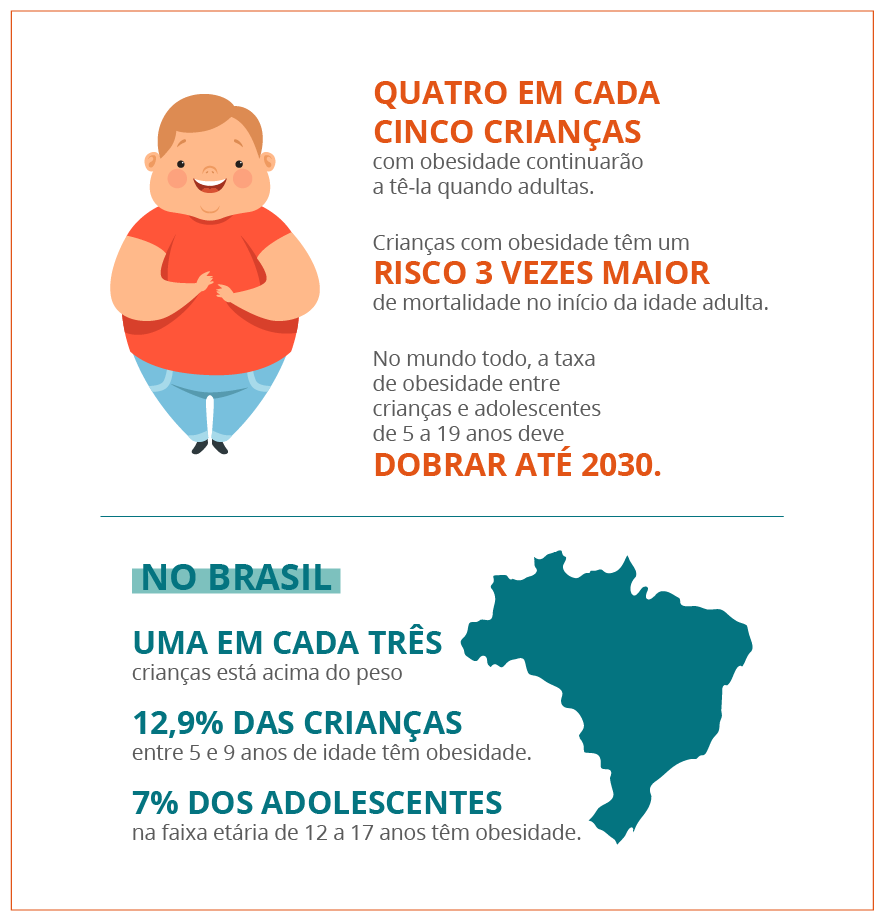 QUATRO EM CADA
CINCO CRIANÇAS
com obesidade continuarão
a tê-la quando adultas.
Crianças com obesidade têm um
RISCO 3 VEZES MAIOR
de mortalidade no início da idade adulta.
No mundo todo, a taxa
de obesidade entre
crianças e adolescentes
de 5 a 19 anos deve
DOBRAR ATÉ 2030.
NO BRASIL
UMA EM CADA TRÊS
crianças está acima do peso
12,9% DAS CRIANÇAS
entre 5 e 9 anos de idade têm obesidade.
7% DOS ADOLESCENTES
na faixa etária de 12 a 17 anos têm obesidade.